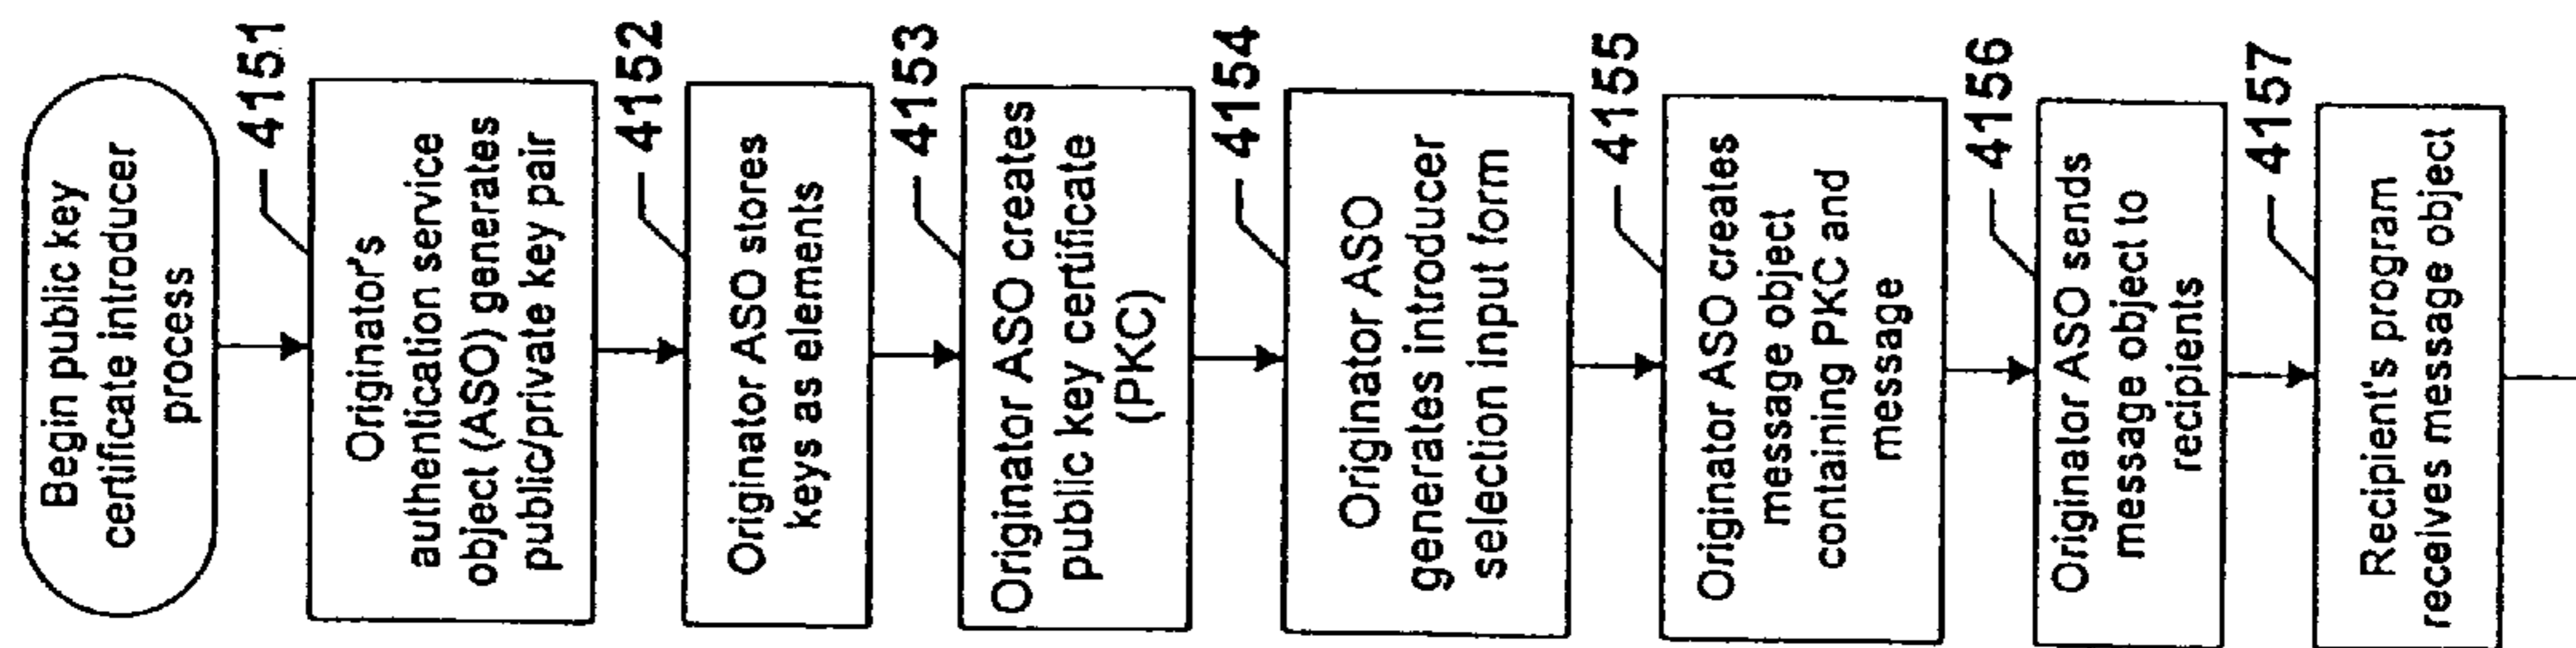 Begin public key
certificate introducer
process
4151
Originator's
authentication service
object (ASO) generates
public/private key pair
4152
Originator ASO stores
keys as elements
4153
Originator ASO creates
public key certificate
(PKC)
4154
Originator ASO
generates introducer
selection input form
4155
Originator ASO creates
message object
containing PKC and
message
4156
Originator ASO sends
message object to
recipients
4157
Recipient's program
receives message object